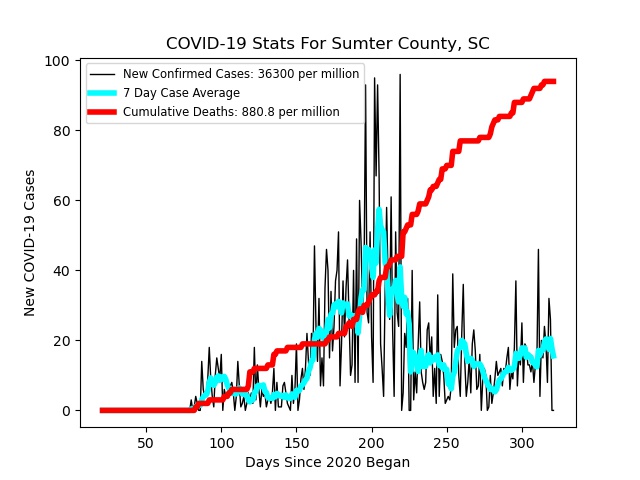 COVID-19 Stats For Sumter County, SC
New Confirmed Cases: 36300 per million
7 Day Case Average
Cumulative Deaths: 880.8 per million
New COVID-19 Cases
100
80
60
40
20
0
50
100
150
200
250
300
Days Since 2020 Began